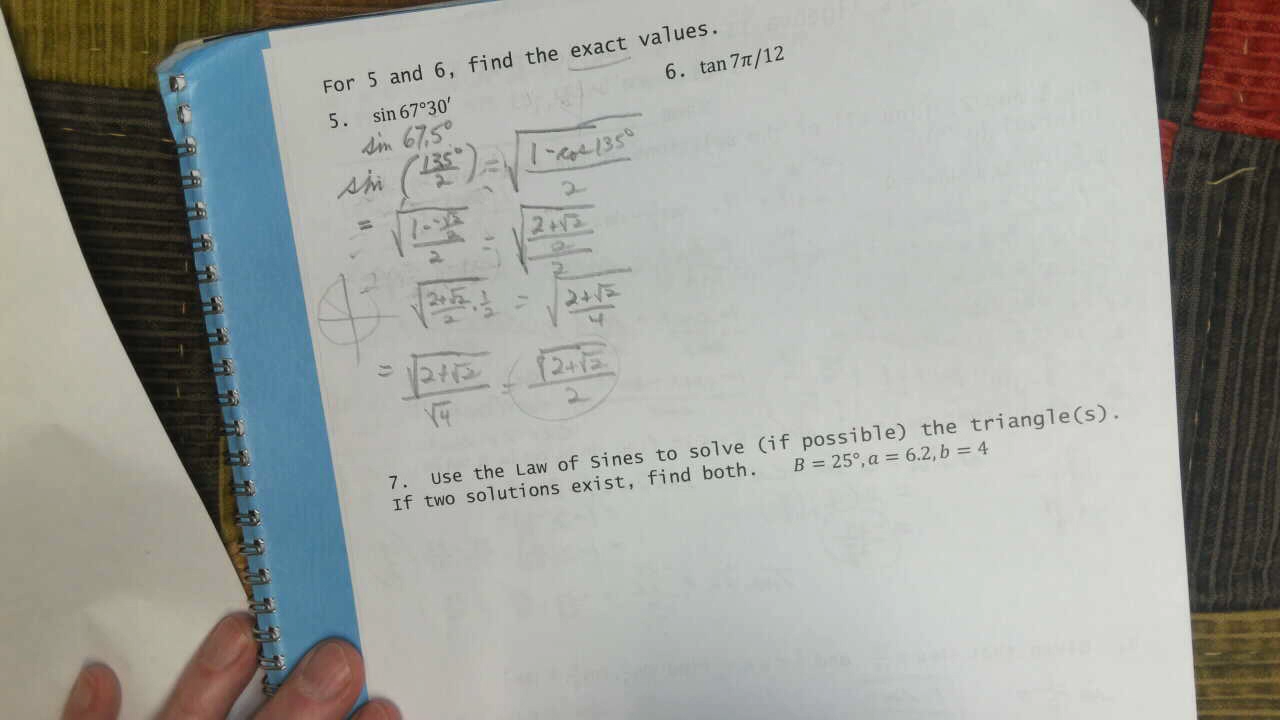 For 5 and 6, find the exact values.
5. sin 67°30′
6. tan 7π/12
sin 67.5°
sin (135°/2) = √((1 - cos 135°)/2)
= √((1 - -√2/2)/2) = √(((2+√2)/2)/2)
= √((2+√2)/2 · 1/2) = √((2+√2)/4)
= √(2+√2)/√4 = √(2+√2)/2
7. Use the Law of Sines to solve (if possible) the triangle(s).
If two solutions exist, find both. B = 25°, a = 6.2, b = 4